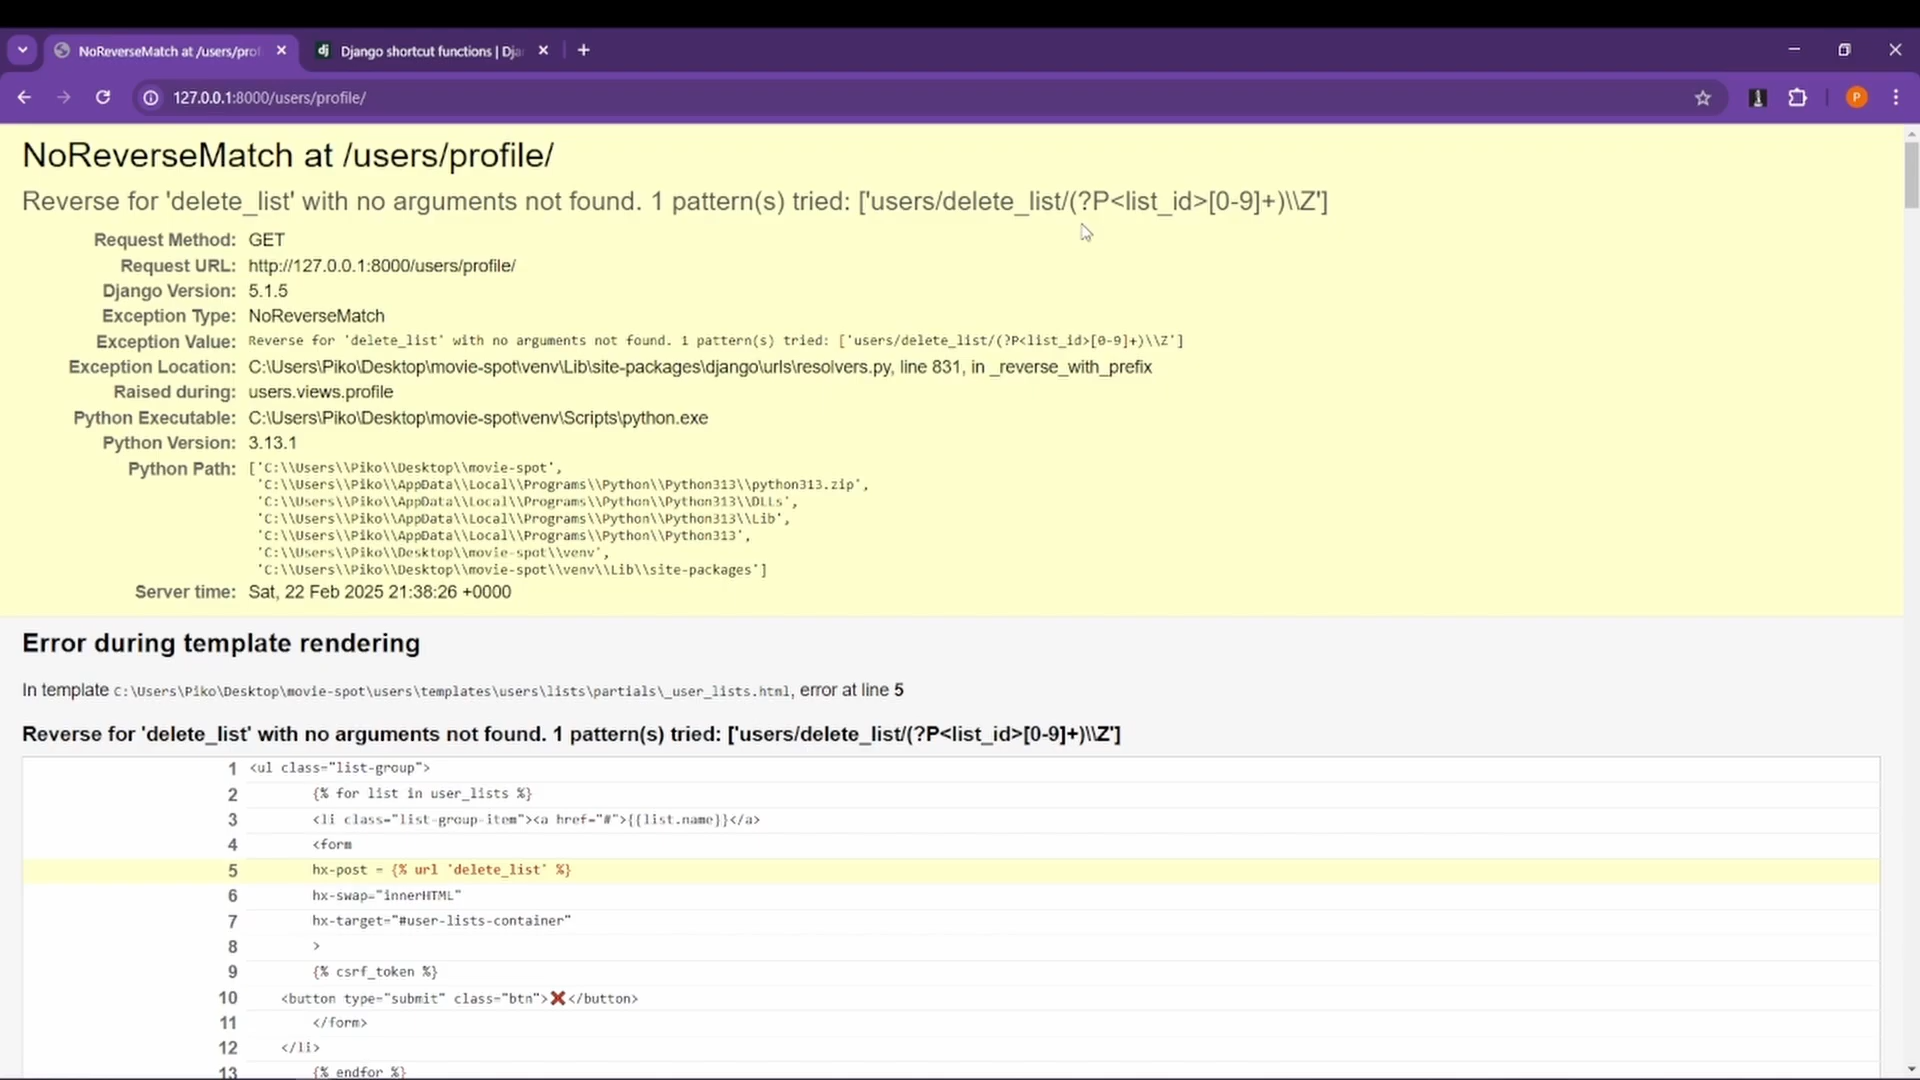 NoReverseMatch at /users/pro
Django shortcut functions | Dja
127.0.0.1:8000/users/profile/
P
NoReverseMatch at /users/profile/
Reverse for 'delete_list' with no arguments not found. 1 pattern(s) tried: ['users/delete_list/(?P<list_id>[0-9]+)\\Z']
Request Method: GET
Request URL: http://127.0.0.1:8000/users/profile/
Django Version: 5.1.5
Exception Type: NoReverseMatch
Exception Value: Reverse for 'delete_list' with no arguments not found. 1 pattern(s) tried: ['users/delete_list/(?P<list_id>[0-9]+)\\Z']
Exception Location: C:\Users\Piko\Desktop\movie-spot\venv\Lib\site-packages\django\urls\resolvers.py, line 831, in _reverse_with_prefix
Raised during: users.views.profile
Python Executable: C:\Users\Piko\Desktop\movie-spot\venv\Scripts\python.exe
Python Version: 3.13.1
Python Path: ['C:\\Users\\Piko\\Desktop\\movie-spot',
'C:\\Users\\Piko\\AppData\\Local\\Programs\\Python\\Python313\\python313.zip',
'C:\\Users\\Piko\\AppData\\Local\\Programs\\Python\\Python313\\DLLs',
'C:\\Users\\Piko\\AppData\\Local\\Programs\\Python\\Python313\\Lib',
'C:\\Users\\Piko\\AppData\\Local\\Programs\\Python\\Python313',
'C:\\Users\\Piko\\Desktop\\movie-spot\\venv',
'C:\\Users\\Piko\\Desktop\\movie-spot\\venv\\Lib\\site-packages']
Server time: Sat, 22 Feb 2025 21:38:26 +0000
Error during template rendering
In template C:\Users\Piko\Desktop\movie-spot\users\templates\users\lists\partials\_user_lists.html, error at line 5
Reverse for 'delete_list' with no arguments not found. 1 pattern(s) tried: ['users/delete_list/(?P<list_id>[0-9]+)\\Z']
1 <ul class="list-group">
2 {% for list in user_lists %}
3 <li class="list-group-item"><a href="#">{{list.name}}</a>
4 <form
5 hx-post = {% url 'delete_list' %}
6 hx-swap="innerHTML"
7 hx-target="#user-lists-container"
8 >
9 {% csrf_token %}
10 <button type="submit" class="btn">❌</button>
11 </form>
12 </li>
13 {% endfor %}